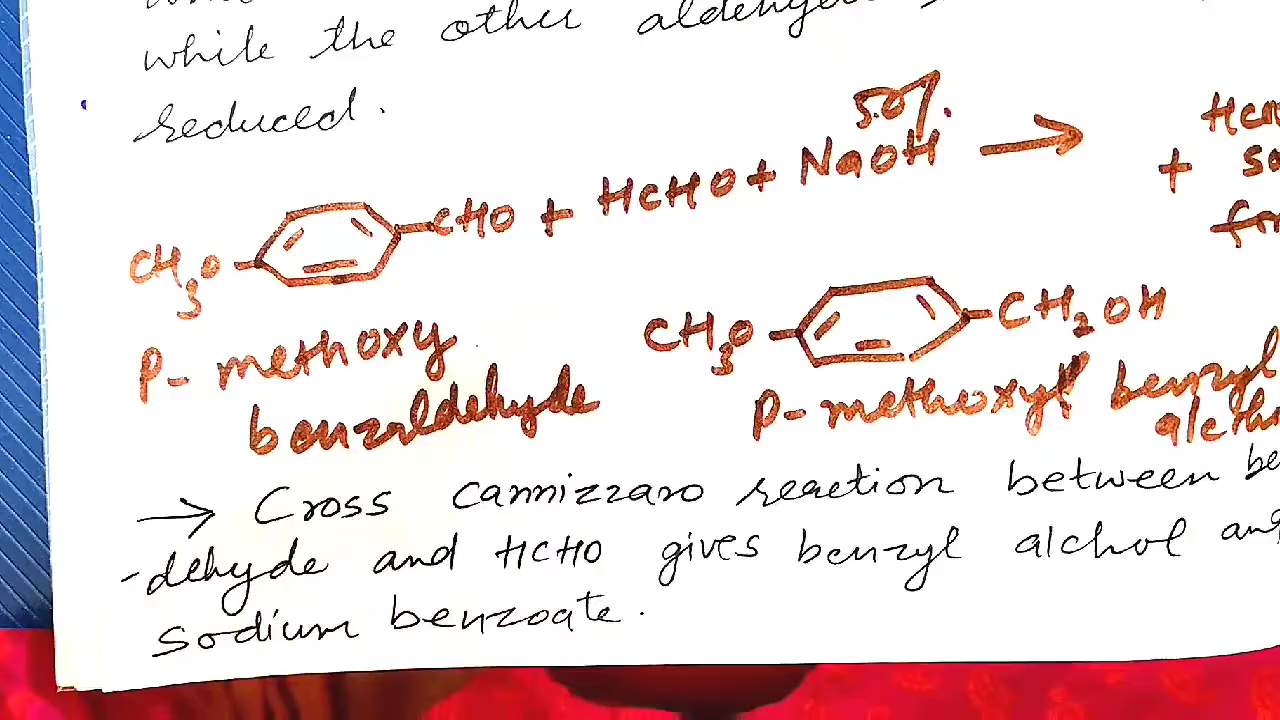 while the other
reduced.
50%
CH3O CHO + HCHO + NaOH →
+
P- methoxy
benzaldehyde
CH3O CH2OH
P- methoxyl benzyl
→ Cross cannizzaro reaction between be
-dehyde and HCHO gives benzyl alchol
Sodium benzoate.